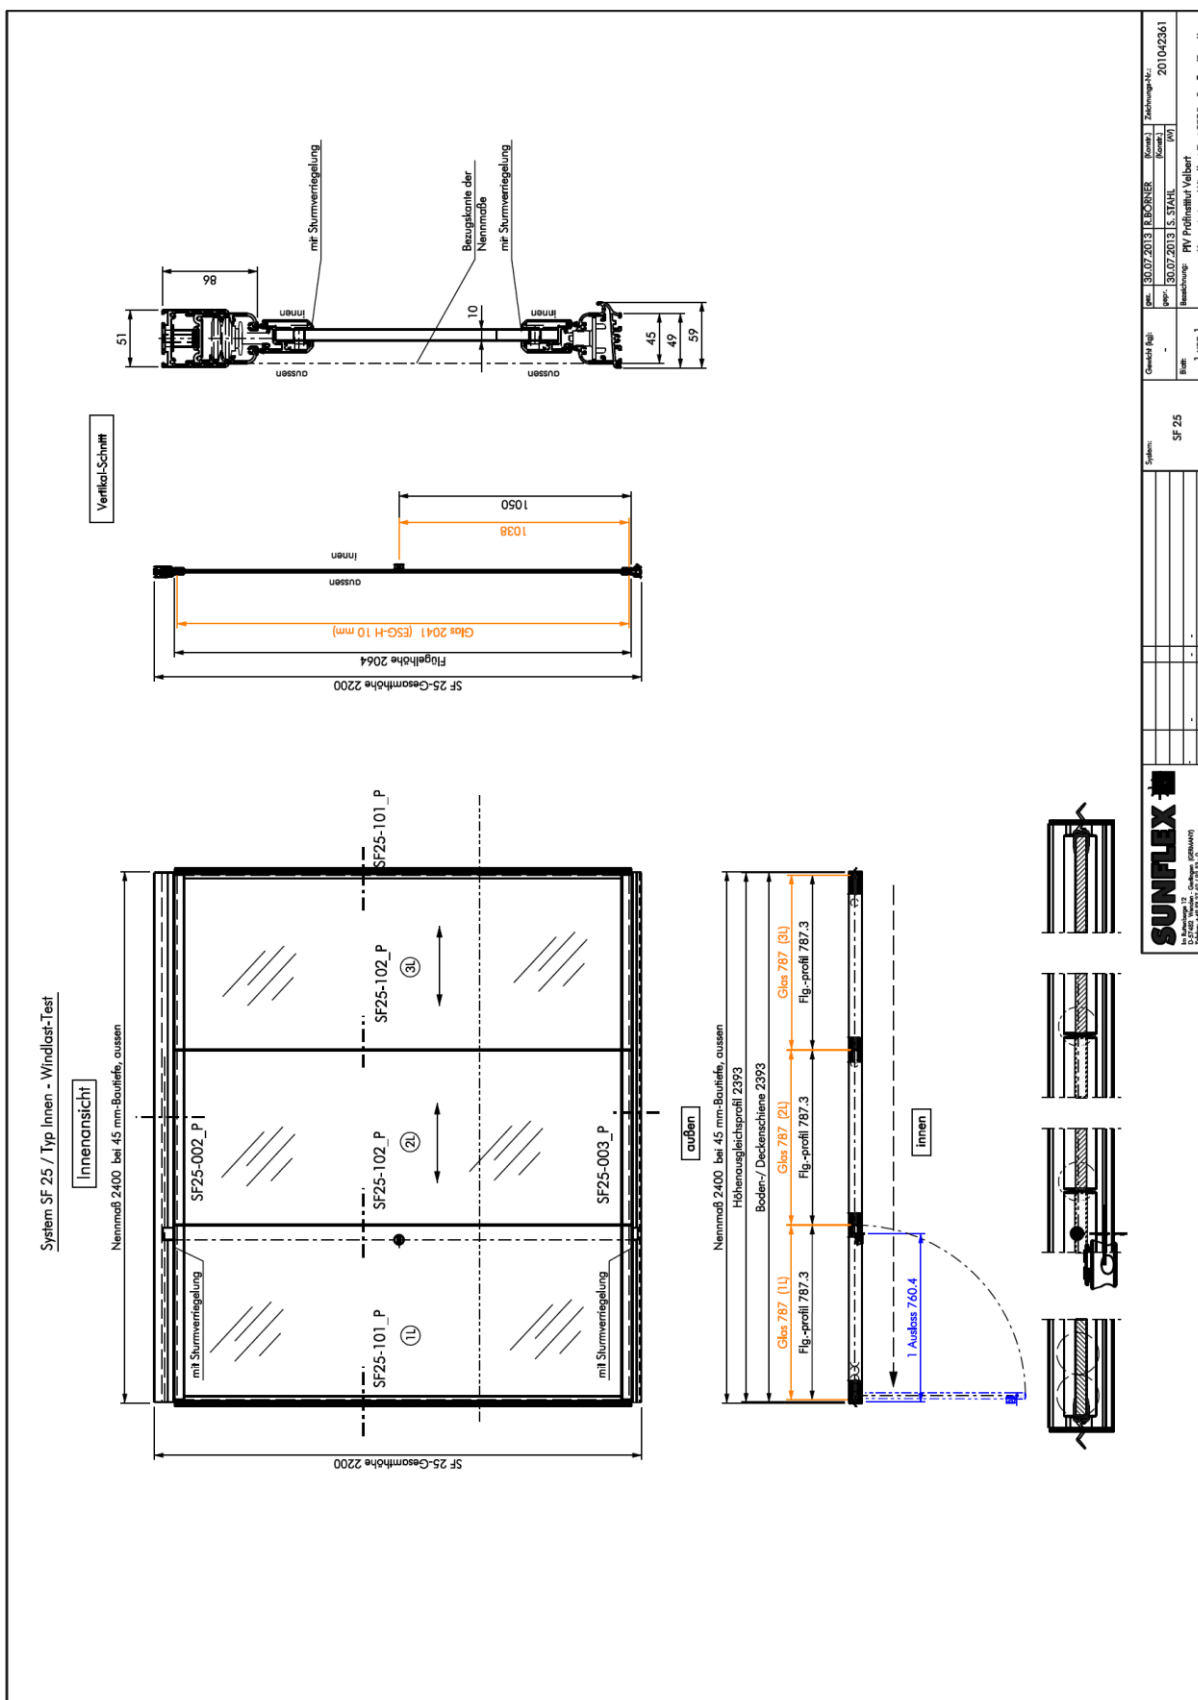 System SF 25 / Typ Innen - Windlast-Test
Innenansicht
Nennmaß 2400 bei 45 mm-Bautiefe, aussen
SF 25-Gesamthöhe 2200
mit Sturmverriegelung
mit Sturmverriegelung
SF25-002_P
SF25-003_P
SF25-101_P
SF25-102_P
SF25-102_P
SF25-101_P
1L
2L
3L
Vertikal-Schnitt
SF 25-Gesamthöhe 2200
Flügelhöhe 2064
Glas 2041 (ESG-H 10 mm)
aussen
innen
1038
1050
51
86
aussen
innen
mit Sturmverriegelung
Bezugskante der
Nennmaße
mit Sturmverriegelung
10
aussen
innen
45
49
59
außen
Nennmaß 2400 bei 45 mm-Bautiefe, aussen
Höhenausgleichsprofil 2393
Boden-/ Deckenschiene 2393
Glas 787 (1L)
Glas 787 (2L)
Glas 787 (3L)
Flg.-profil 787.3
Flg.-profil 787.3
Flg.-profil 787.3
1 Auslass 760.4
innen
SUNFLEX
System:
SF 25
Gewicht (kg):
-
Blatt:
gez.
30.07.2013
R.BÖRNER
(Konstr.)
(Konstr.)
gepr.
30.07.2013
S. STAHL
(AV)
Zeichnungs-Nr.:
201042361
Bezeichnung:
PIV Prüfinstitut Velbert